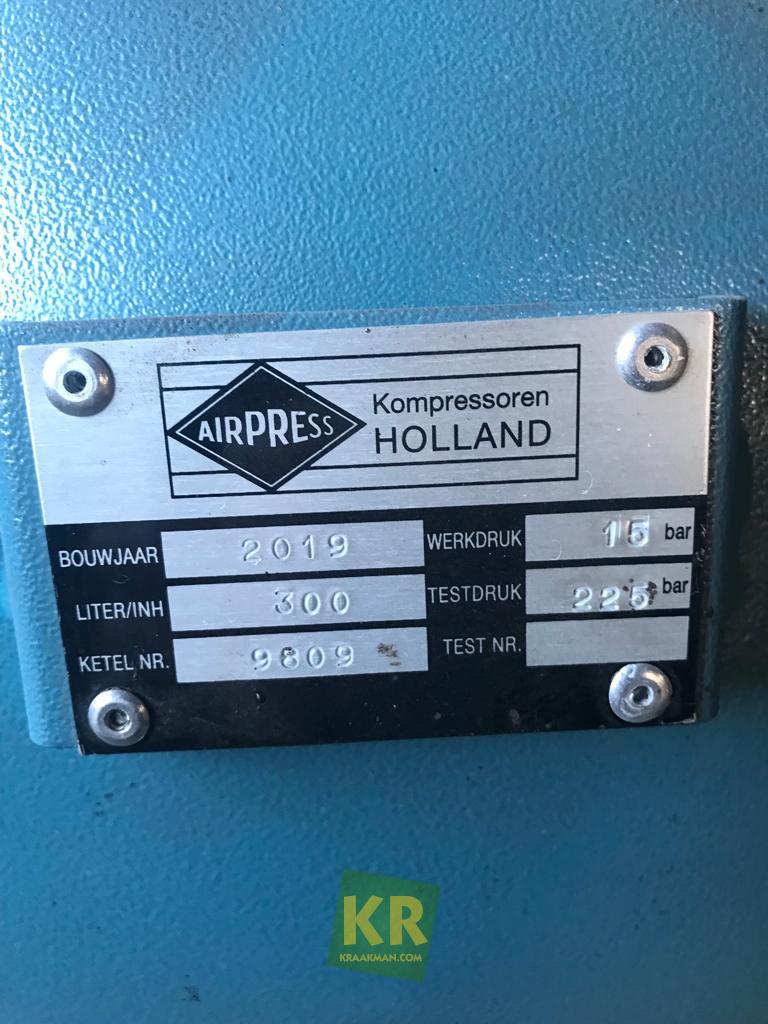 AIRPRESS
Kompressoren
HOLLAND
BOUWJAAR 2019 WERKDRUK 15 bar
LITER/INH 300 TESTDRUK 225 bar
KETEL NR. 9809 TEST NR.
KR
KRAAKMAN.COM